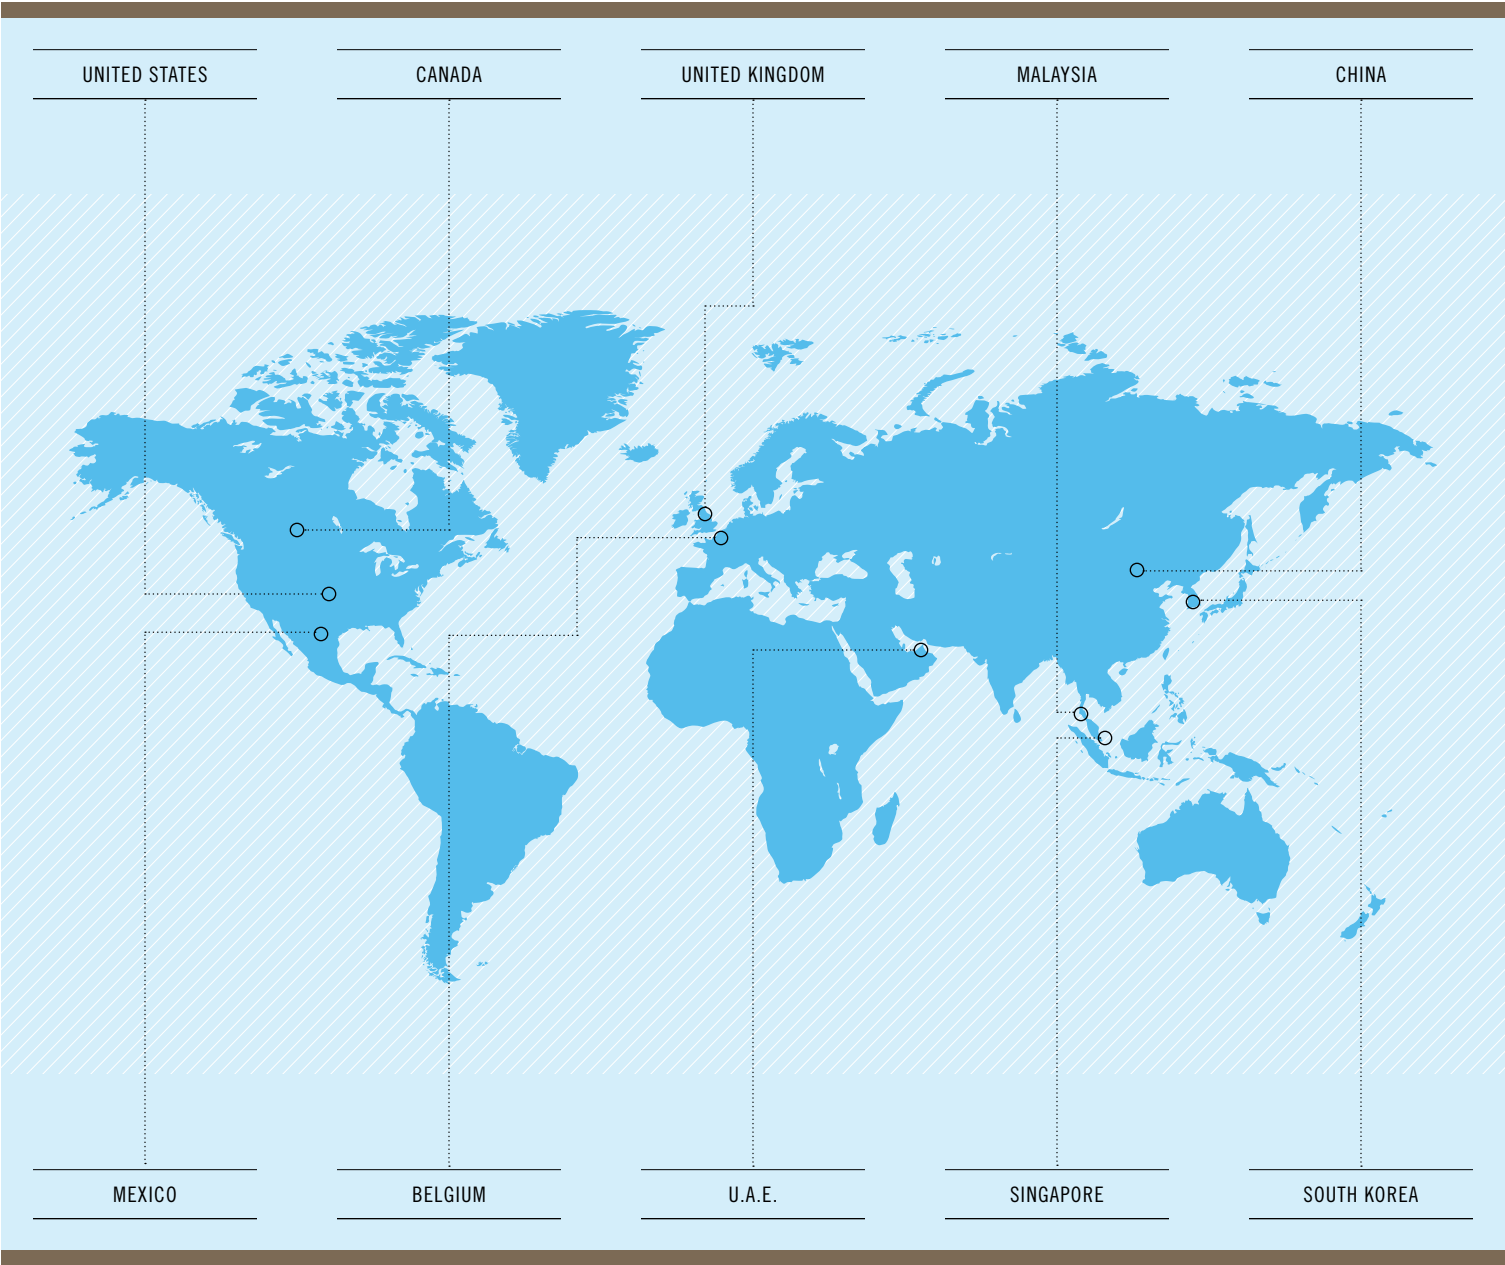 UNITED STATES
CANADA
UNITED KINGDOM
MALAYSIA
CHINA
MEXICO
BELGIUM
U.A.E.
SINGAPORE
SOUTH KOREA